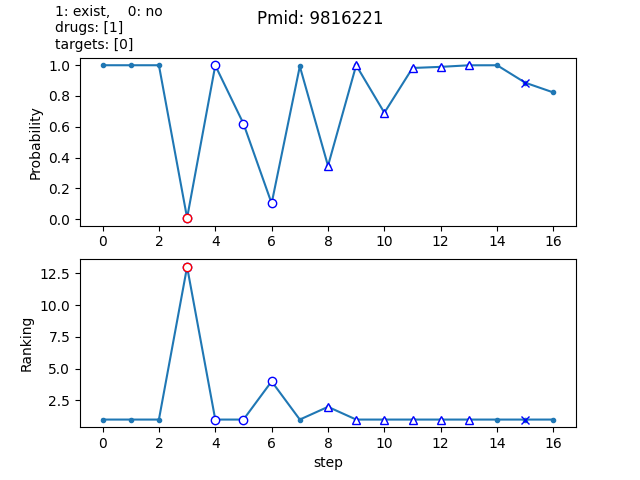 1: exist,    0: no
drugs: [1]
targets: [0]
Pmid: 9816221
Probability
1.0
0.8
0.6
0.4
0.2
0.0
0 2 4 6 8 10 12 14 16
Ranking
12.5
10.0
7.5
5.0
2.5
0 2 4 6 8 10 12 14 16
step